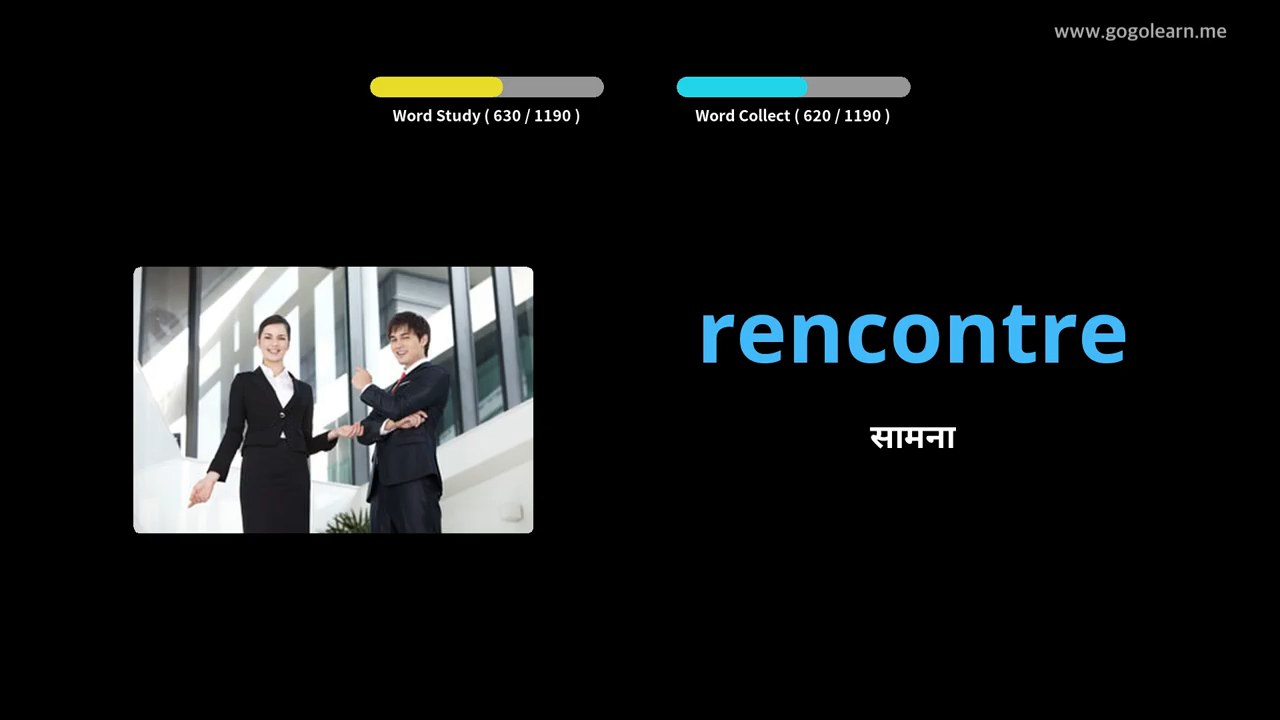 www.gogolearn.me
Word Study ( 630 / 1190 )
Word Collect ( 620 / 1190 )
rencontre
सामना